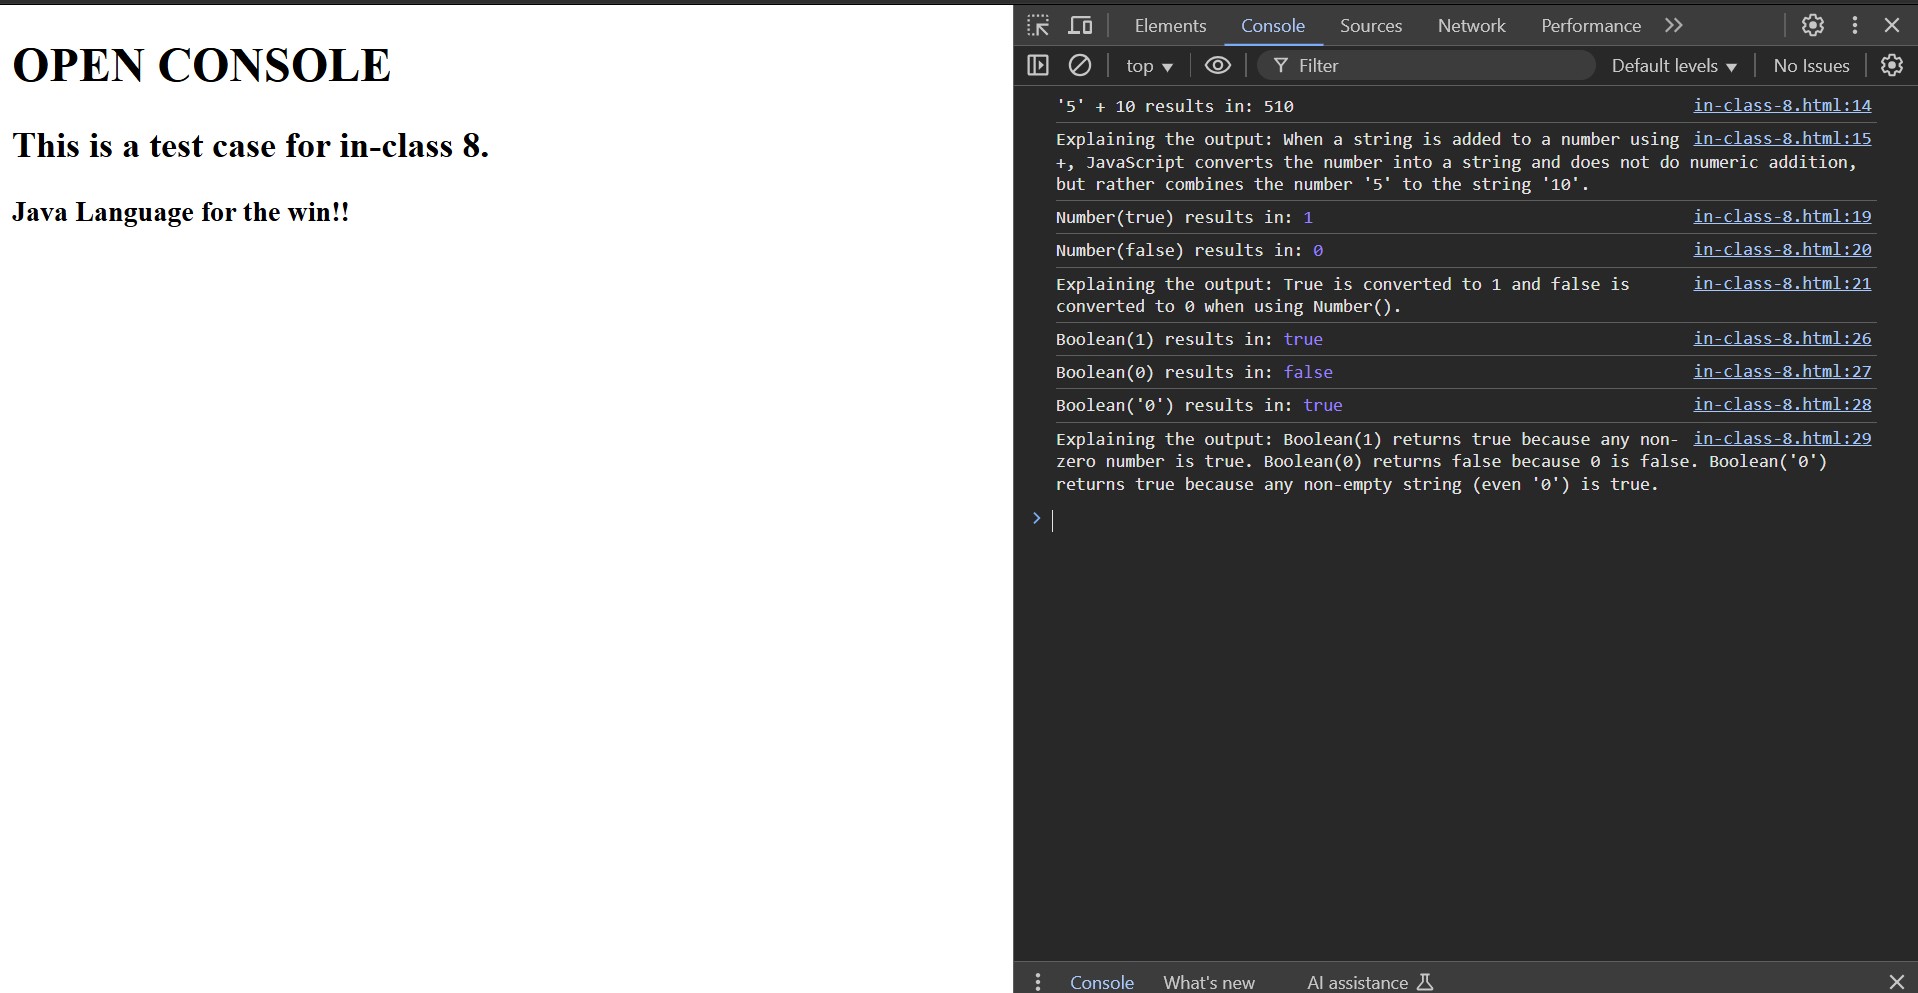 OPEN CONSOLE
This is a test case for in-class 8.
Java Language for the win!!
Elements Console Sources Network Performance
top Filter Default levels No Issues
'5' + 10 results in: 510 in-class-8.html:14
Explaining the output: When a string is added to a number using in-class-8.html:15
+, JavaScript converts the number into a string and does not do numeric addition,
but rather combines the number '5' to the string '10'.
Number(true) results in: 1 in-class-8.html:19
Number(false) results in: 0 in-class-8.html:20
Explaining the output: True is converted to 1 and false is in-class-8.html:21
converted to 0 when using Number().
Boolean(1) results in: true in-class-8.html:26
Boolean(0) results in: false in-class-8.html:27
Boolean('0') results in: true in-class-8.html:28
Explaining the output: Boolean(1) returns true because any non- in-class-8.html:29
zero number is true. Boolean(0) returns false because 0 is false. Boolean('0')
returns true because any non-empty string (even '0') is true.
Console What's new AI assistance